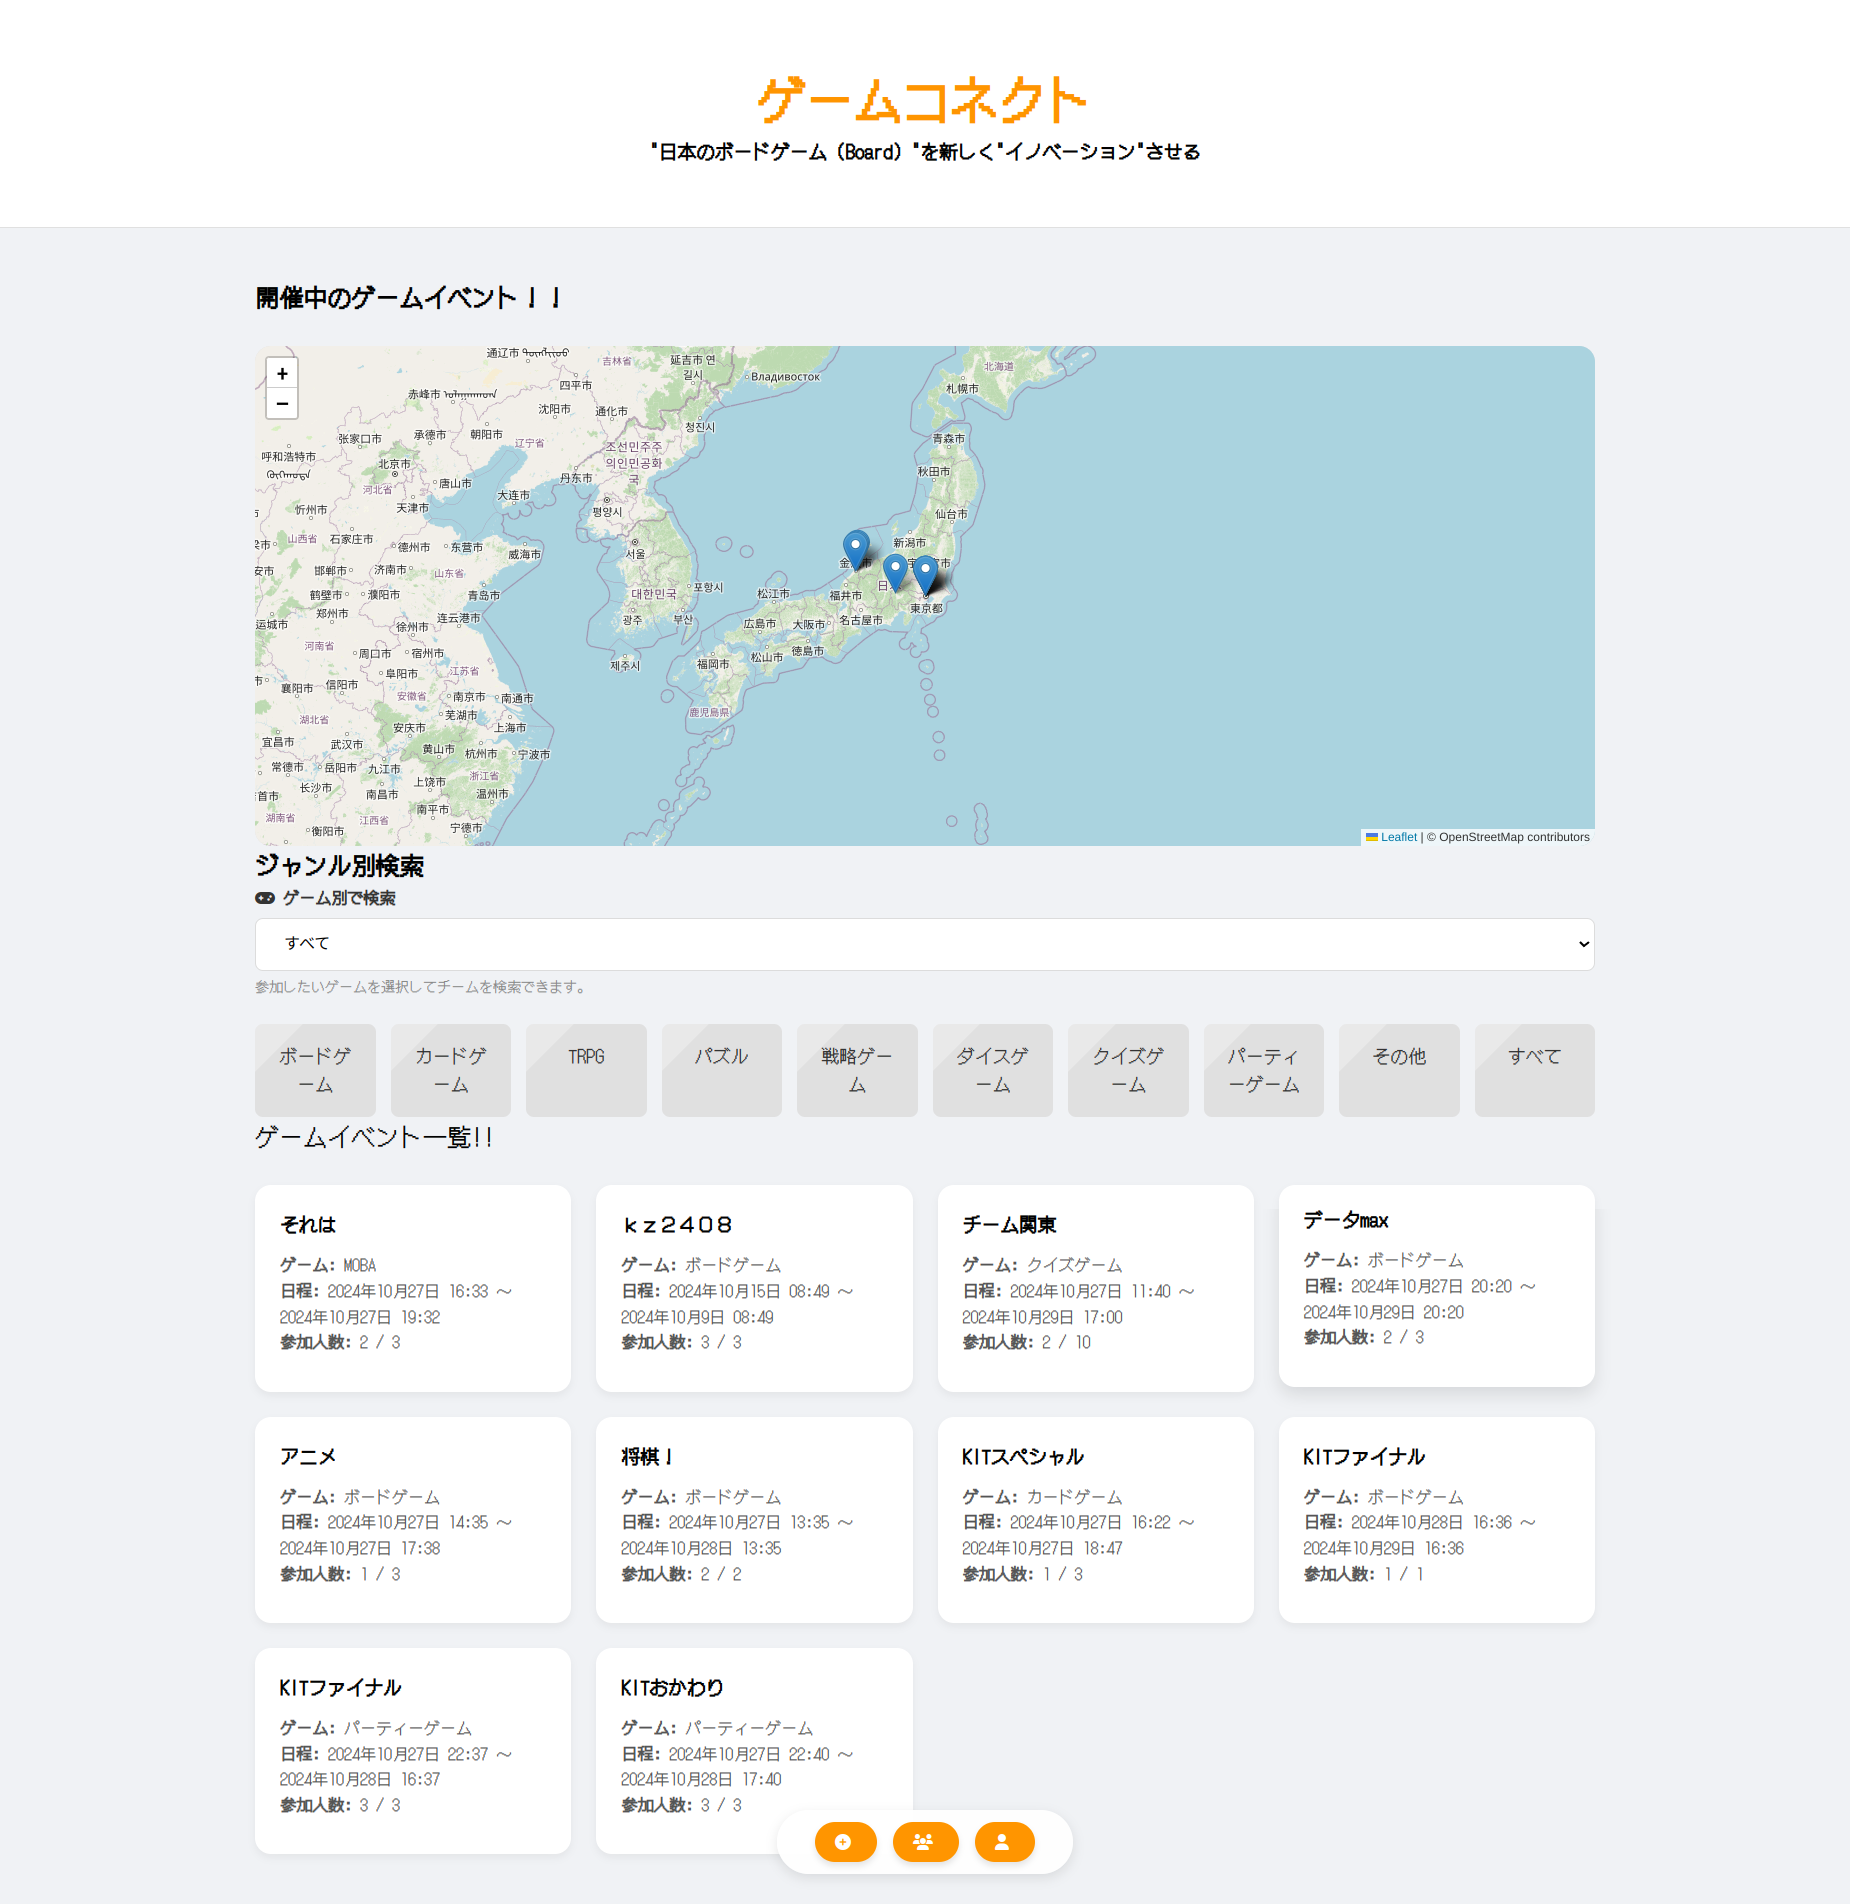 ゲームコネクト
"日本のボードゲーム（Board）"を新しく"イノベーション"させる
開催中のゲームイベント！！
+
−
通辽市
吉林省
延吉市 연길시
Владивосток
四平市
赤峰市
沈阳市
通化市
청진시
北海道
札幌市
张家口市
承德市
朝阳市
辽宁省
조선민주주의인민공화국
青森市
呼和浩特市
北京市
秋田市
河北省
唐山市
丹东市
大连市
天津市
평양시
忻州市
仙台市
山西省
石家庄市
德州市
东营市
威海市
서울
新潟市
邯郸市
济南市
山东省
포항시
대한민국
鹤壁市
濮阳市
青岛市
松江市
福井市
郑州市
连云港市
광주
부산
東京都
运城市
徐州市
広島市
大阪市
名古屋市
河南省
周口市
宿州市
제주시
福岡市
松山市
徳島市
阜阳市
江苏省
襄阳市
信阳市
安徽省
南京市
南通市
芜湖市
鹿児島県
湖北省
安庆市
上海市
宜昌市
武汉市
黄山市
杭州市
宁波市
常德市
岳阳市
九江市
浙江省
长沙市
上饶市
南昌市
温州市
湖南省
江西省
南平市
衡阳市
宁德市
Leaflet | © OpenStreetMap contributors
ジャンル別検索
ゲーム別で検索
すべて
参加したいゲームを選択してチームを検索できます。
ボードゲーム
カードゲーム
TRPG
パズル
戦略ゲーム
ダイスゲーム
クイズゲーム
パーティーゲーム
その他
すべて
ゲームイベント一覧!!
それは
ゲーム: MOBA
日程: 2024年10月27日 16:33 〜
2024年10月27日 19:32
参加人数: 2 / 3
ｋｚ２４０８
ゲーム: ボードゲーム
日程: 2024年10月15日 08:49 〜
2024年10月9日 08:49
参加人数: 3 / 3
チーム関東
ゲーム: クイズゲーム
日程: 2024年10月27日 11:40 〜
2024年10月29日 17:00
参加人数: 2 / 10
データmax
ゲーム: ボードゲーム
日程: 2024年10月27日 20:20 〜
2024年10月29日 20:20
参加人数: 2 / 3
アニメ
ゲーム: ボードゲーム
日程: 2024年10月27日 14:35 〜
2024年10月27日 17:38
参加人数: 1 / 3
将棋！
ゲーム: ボードゲーム
日程: 2024年10月27日 13:35 〜
2024年10月28日 13:35
参加人数: 2 / 2
KITスペシャル
ゲーム: カードゲーム
日程: 2024年10月27日 16:22 〜
2024年10月27日 18:47
参加人数: 1 / 3
KITファイナル
ゲーム: ボードゲーム
日程: 2024年10月28日 16:36 〜
2024年10月29日 16:36
参加人数: 1 / 1
KITファイナル
ゲーム: パーティーゲーム
日程: 2024年10月27日 22:37 〜
2024年10月28日 16:37
参加人数: 3 / 3
KITおかわり
ゲーム: パーティーゲーム
日程: 2024年10月27日 22:40 〜
2024年10月28日 17:40
参加人数: 3 / 3